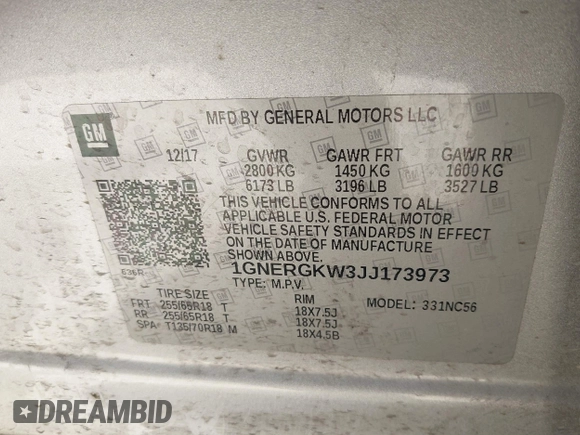 MFD BY GENERAL MOTORS LLC
GM
12/17 GVWR GAWR FRT GAWR RR
2800 KG 1450 KG 1600 KG
6173 LB 3196 LB 3527 LB
THIS VEHICLE CONFORMS TO ALL
APPLICABLE U.S. FEDERAL MOTOR
VEHICLE SAFETY STANDARDS IN EFFECT
ON THE DATE OF MANUFACTURE
SHOWN ABOVE.
1GNERGKW3JJ173973
TYPE: M.P.V. MODEL: 331NC56
TIRE SIZE RIM
FRT 255/65R18 T 18X7.5J
RR 255/65R18 T 18X7.5J
SPA T135/70R18 M 18X4.5B
DREAMBID